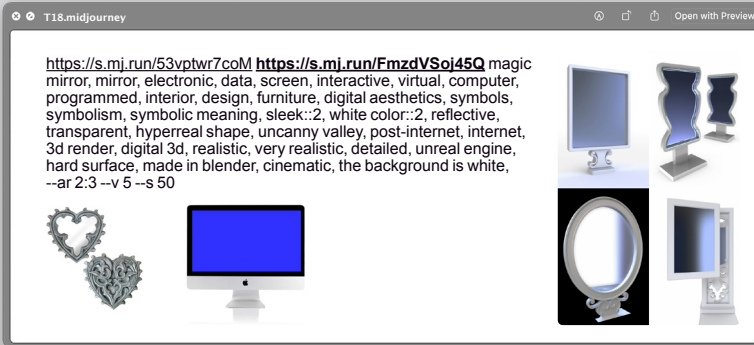 T18.midjourney
Open with Preview
https://s.mj.run/53vptwr7coM https://s.mj.run/FmzdVSoj45Q magic
mirror, mirror, electronic, data, screen, interactive, virtual, computer,
programmed, interior, design, furniture, digital aesthetics, symbols,
symbolism, symbolic meaning, sleek::2, white color::2, reflective,
transparent, hyperreal shape, uncanny valley, post-internet, internet,
3d render, digital 3d, realistic, very realistic, detailed, unreal engine,
hard surface, made in blender, cinematic, the background is white,
--ar 2:3 --v 5 --s 50